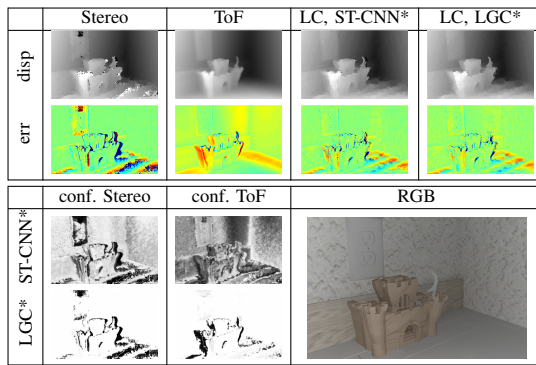 Stereo ToF LC, ST-CNN* LC, LGC*
disp
err
conf. Stereo conf. ToF RGB
ST-CNN*
LGC*